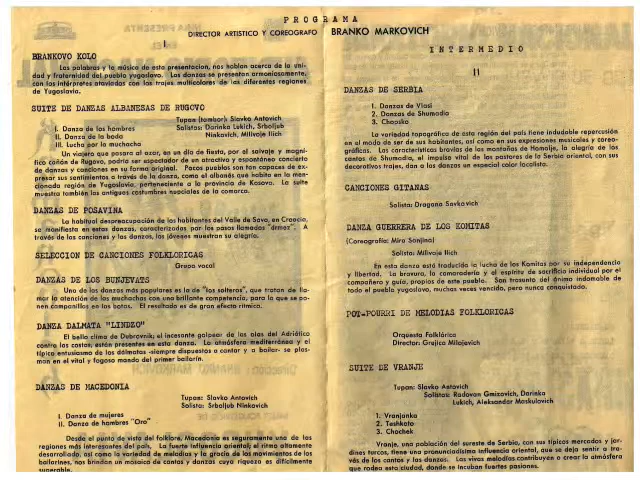 PROGRAMA
DIRECTOR ARTISTICO Y COREOGRAFO BRANKO MARKOVICH
I
BRANKOVO KOLO
Las palabras y la música de esta presentacion, nos hablan acerca de la uni-
dad y fraternidad del pueblo yugoslavo. Las danzas se presentan armoniosamente,
con los intérpretes ataviados con los trajes multicolores de las diferentes regiones
de Yugoslavia.
SUITE DE DANZAS ALBANESAS DE RUGOVO
Tupan (tambor): Slavko Antovich
I. Danza de los hombres Solistas: Darinka Lukich, Srboljub
II. Danza de la boda Ninkovich, Milivoje Ilich
III. Lucha por la muchacha
Un viajero que pasara al azar, en un día de fiesta, por el salvaje y magní-
fico cañon de Rugovo, podría ser espectador de un atractivo y espontáneo concierto
de danzas y canciones en su forma original. Pocos pueblos son tan capaces de ex-
presar sus sentimientos a través de la danza, como el albanés que habita en la men-
cionada región de Yugoslavia, perteneciente a la provincia de Kosovo. La suite
muestra también las antiguas costumbres nupciales de la comarca.
DANZAS DE POSAVINA
La habitual despreocupación de los habitantes del Valle de Sava, en Croacia,
se manifiesta en estas danzas, caracterizadas por los pasos llamados "drmez". A
través de las canciones y las danzas, los jóvenes muestran su alegría.
SELECCION DE CANCIONES FOLKLORICAS
Grupo vocal
DANZAS DE LOS BUNJEVATS
Una de las danzas más populares es la de "los solteros", que tratan de lla-
mar la atención de las muchachas con una brillante competencia, para la que se po-
nen campanillas en las botas. El resultado es de gran efecto rítmico.
DANZA DALMATA "LINDZO"
El bello clima de Dubrovnik; el incesante golpear de las olas del Adriático
contra las costas, están presentes en esta danza. La atmósfera mediterránea y el
típico entusiasmo de los dálmatas -siempre dispuestos a cantar y a bailar- se plas-
man en el vital y fogoso mando del primer bailarín.
DANZAS DE MACEDONIA
Tupan: Slavko Antovich
Solista: Srboljub Ninkovich
I. Danza de mujeres
II. Danza de hombres "Oro"
Desde el punto de vista del folklore, Macedonia es seguramente una de las
regiones más interesantes del país. La fuerte influencia oriental; el ritmo altamente
desarrollado, así como la variedad de melodías y la gracia de los movimientos de los
bailarines, nos brindan un mosaico de cantos y danzas cuya riqueza es difícilmente
superable.
INTERMEDIO
II
DANZAS DE SERBIA
1. Danzas de Vlasi
2. Danzas de Shumadia
3. Chapsko
La variedad topográfica de esta región del país tiene indudable repercusión
en el modo de ser de sus habitantes, así como en sus expresiones musicales y coreo-
gráficas. Las características bravías de las montañas de Homolje, la alegría de los
cantos de Shumadia, el impulso vital de las pastores de la Serbia oriental, con sus
decorativos trajes, dan a las danzas un especial color localista.
CANCIONES GITANAS
Solista: Dragana Savkovich
DANZA GUERRERA DE LOS KOMITAS
(Coreografía: Mira Sanjina)
Solista: Milivoje Ilich
En esta danza está traducida la lucha de los Komitas por su independencia
y libertad. La bravura, la camaradería y el espíritu de sacrificio individual por el
compañero y guía, propios de este pueblo. Son trasunto del ánimo indomable de
todo el pueblo yugoslavo, muchas veces vencido, pero nunca conquistado.
POT-POURRI DE MELODIAS FOLKLORICAS
Orquesta Folklórica
Director: Grujica Milojevich
SUITE DE VRANJE
Tupan: Slavko Antovich
Solistas: Radovan Gmizovich, Darinka
Lukich, Aleksandar Maskulovich
1. Vranjanka
2. Teshkoto
3. Chochek
Vranje, una población del sureste de Serbia, con sus típicos mercados y jar-
dines turcos, tiene una pronunciadísima influencia oriental, que se deja sentir a tra-
vés de los cantos y las danzas. Las vivas melodías contribuyen a crear la atmósfera
que rodea esta ciudad, donde se incuban fuertes pasiones.